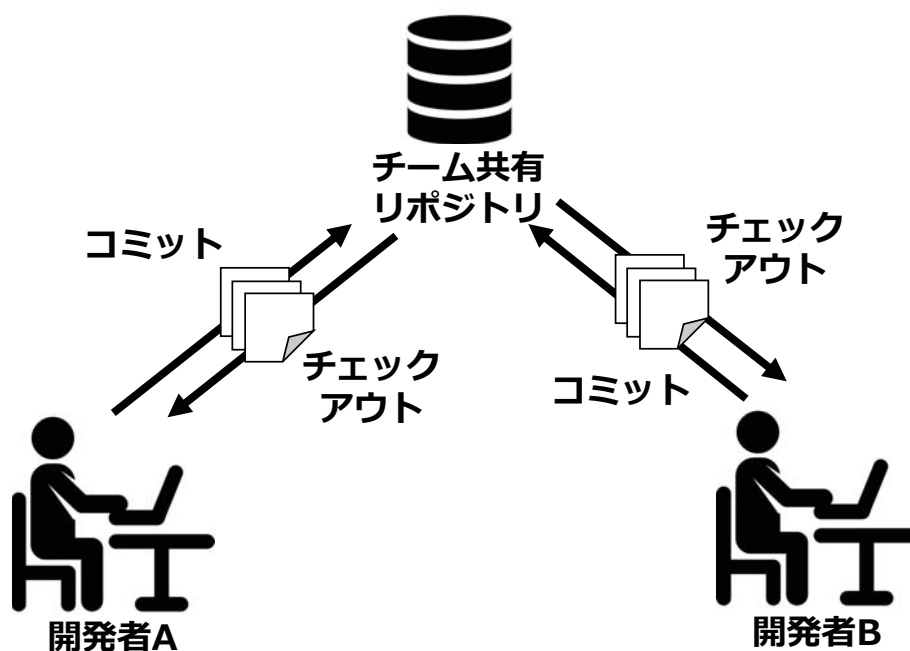 チーム共有
リポジトリ
コミット
チェック
アウト
チェック
アウト
コミット
開発者A
開発者B